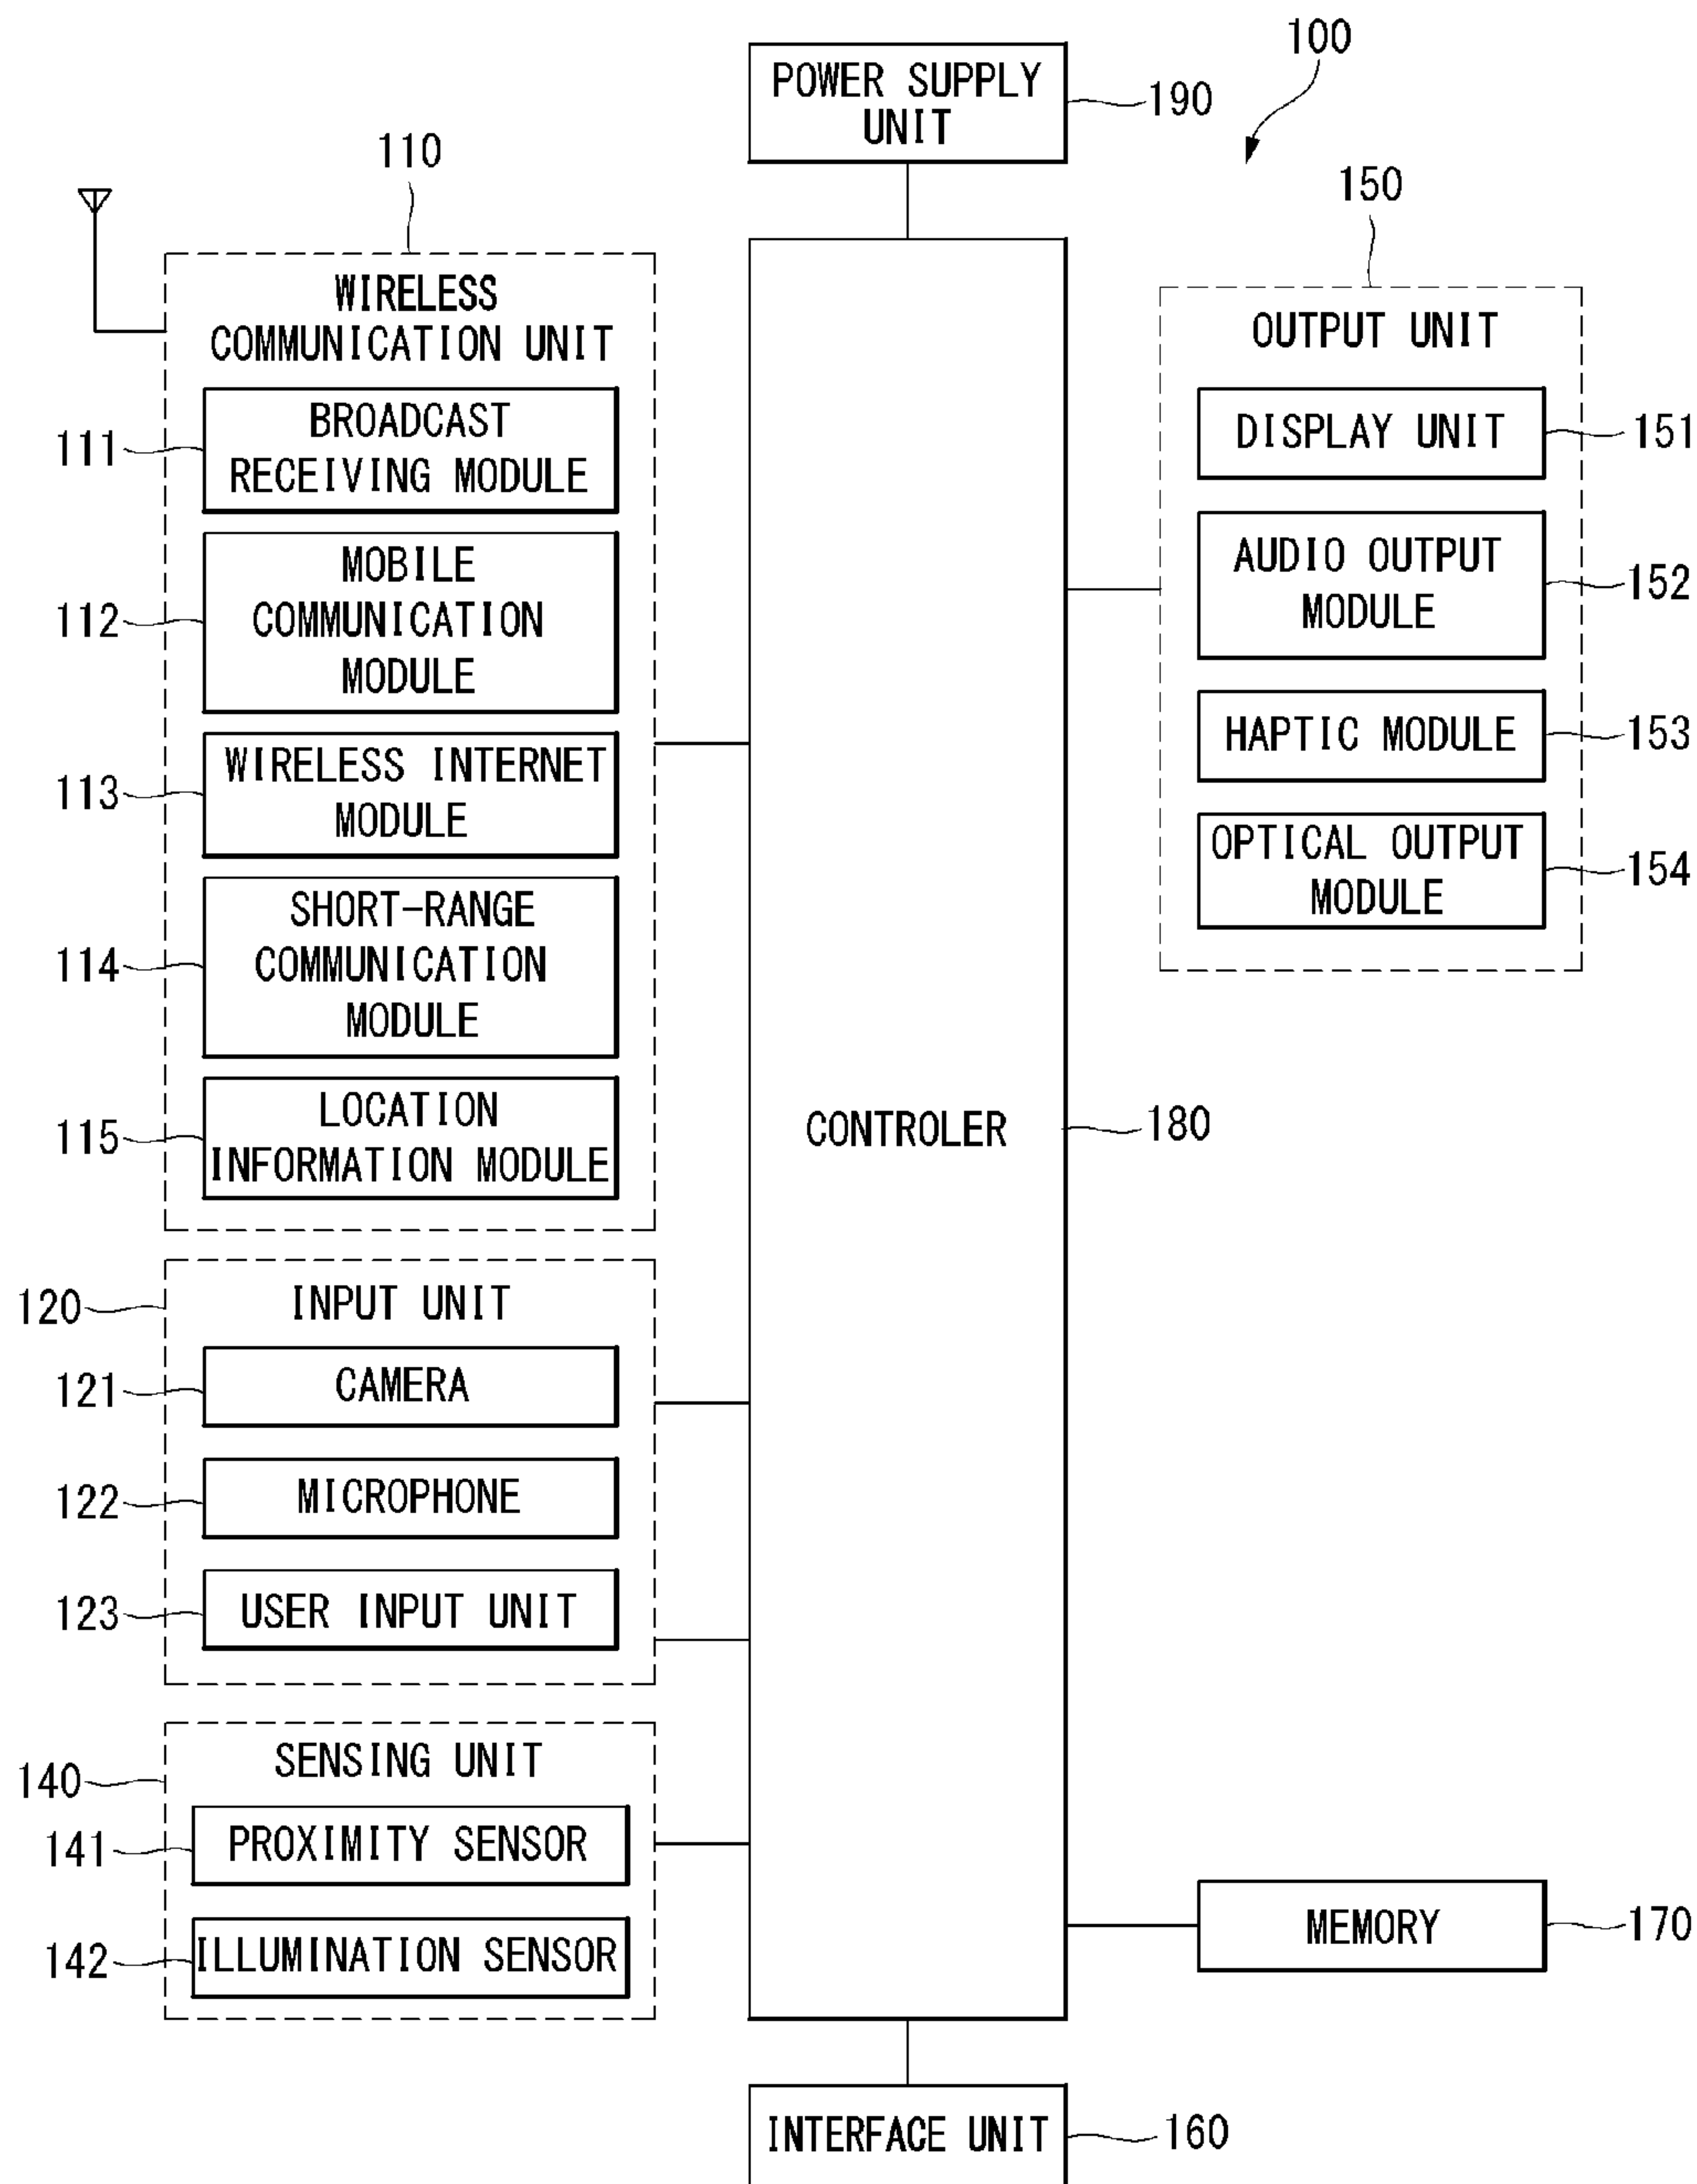 100
POWER SUPPLY
UNIT
190
110
WIRELESS
COMMUNICATION UNIT
111
BROADCAST
RECEIVING MODULE
112
MOBILE
COMMUNICATION
MODULE
113
WIRELESS INTERNET
MODULE
114
SHORT-RANGE
COMMUNICATION
MODULE
115
LOCATION
INFORMATION MODULE
120
INPUT UNIT
121
CAMERA
122
MICROPHONE
123
USER INPUT UNIT
140
SENSING UNIT
141
PROXIMITY SENSOR
142
ILLUMINATION SENSOR
CONTROLER
180
150
OUTPUT UNIT
DISPLAY UNIT
151
AUDIO OUTPUT
MODULE
152
HAPTIC MODULE
153
OPTICAL OUTPUT
MODULE
154
MEMORY
170
INTERFACE UNIT
160